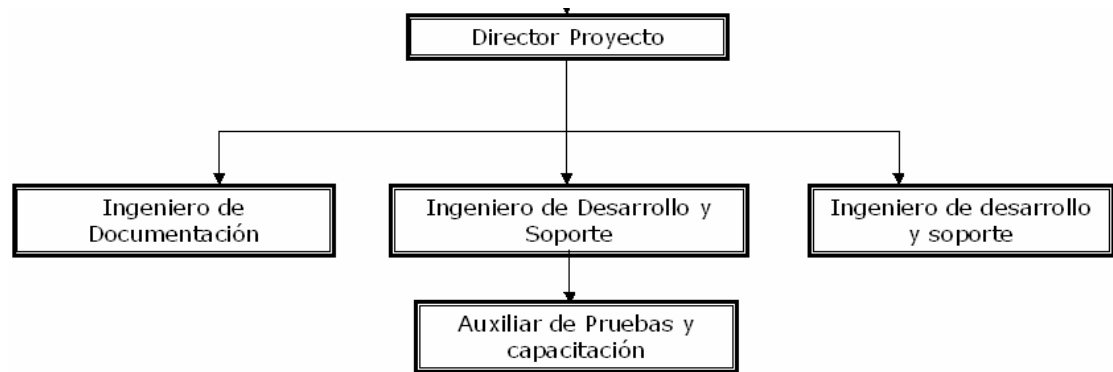 Director Proyecto
Ingeniero de
Documentación
Ingeniero de Desarrollo y
Soporte
Ingeniero de desarrollo
y soporte
Auxiliar de Pruebas y
capacitación